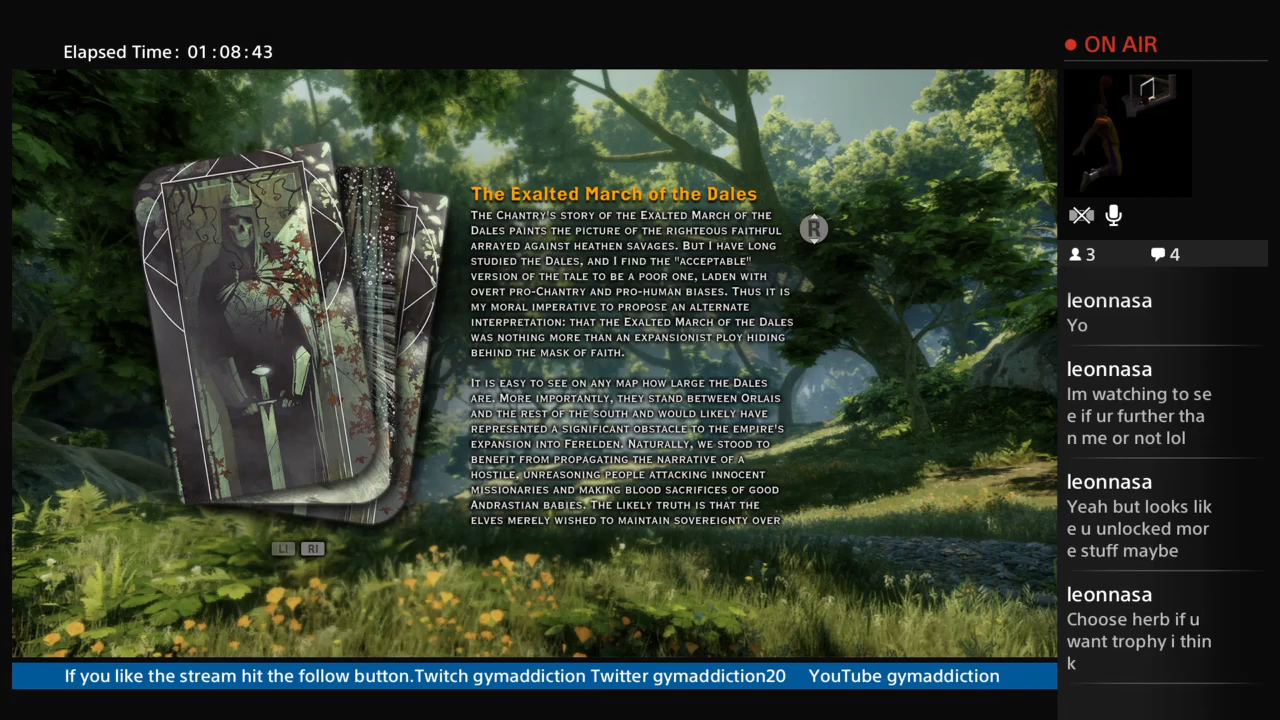 Elapsed Time: 01:08:43
ON AIR
The Exalted March of the Dales
THE CHANTRY'S STORY OF THE EXALTED MARCH OF THE
DALES PAINTS THE PICTURE OF THE RIGHTEOUS FAITHFUL
ARRAYED AGAINST HEATHEN SAVAGES. BUT I HAVE LONG
STUDIED THE DALES, AND I FIND THE "ACCEPTABLE"
VERSION OF THE TALE TO BE A POOR ONE, LADEN WITH
OVERT PRO-CHANTRY AND PRO-HUMAN BIASES. THUS IT IS
MY MORAL IMPERATIVE TO PROPOSE AN ALTERNATE
INTERPRETATION: THAT THE EXALTED MARCH OF THE DALES
WAS NOTHING MORE THAN AN EXPANSIONIST PLOY HIDING
BEHIND THE MASK OF FAITH.
IT IS EASY TO SEE ON ANY MAP HOW LARGE THE DALES
ARE. MORE IMPORTANTLY, THEY STAND BETWEEN ORLAIS
AND THE REST OF THE SOUTH AND WOULD LIKELY HAVE
REPRESENTED A SIGNIFICANT OBSTACLE TO THE EMPIRE'S
EXPANSION INTO FERELDEN. NATURALLY, WE STOOD TO
BENEFIT FROM PROPAGATING THE NARRATIVE OF A
HOSTILE, UNREASONING PEOPLE ATTACKING INNOCENT
MISSIONARIES AND MAKING BLOOD SACRIFICES OF GOOD
ANDRASTIAN BABIES. THE LIKELY TRUTH IS THAT THE
ELVES MERELY WISHED TO MAINTAIN SOVEREIGNTY OVER
R
L1 R1
3 4
leonnasa
Yo
leonnasa
Im watching to se
e if ur further tha
n me or not lol
leonnasa
Yeah but looks lik
e u unlocked mor
e stuff maybe
leonnasa
Choose herb if u
want trophy i thin
k
If you like the stream hit the follow button.Twitch gymaddiction Twitter gymaddiction20 YouTube gymaddiction